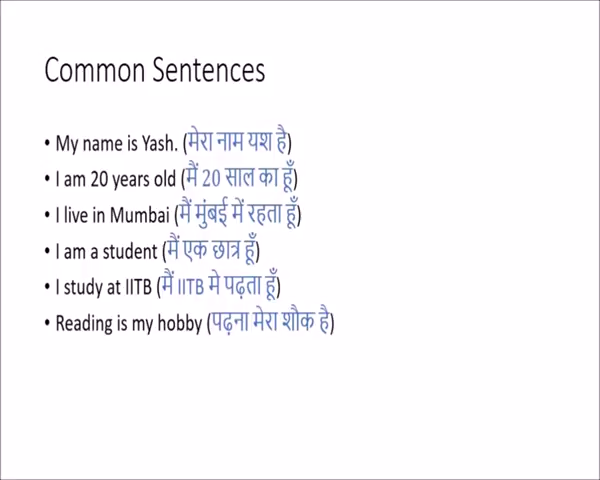 Common Sentences
• My name is Yash. (मेरा नाम यश है)
• I am 20 years old (मैं 20 साल का हूँ)
• I live in Mumbai (मैं मुंबई में रहता हूँ)
• I am a student (मैं एक छात्र हूँ)
• I study at IITB (मैं IITB मे पढ़ता हूँ)
• Reading is my hobby (पढ़ना मेरा शौक है)